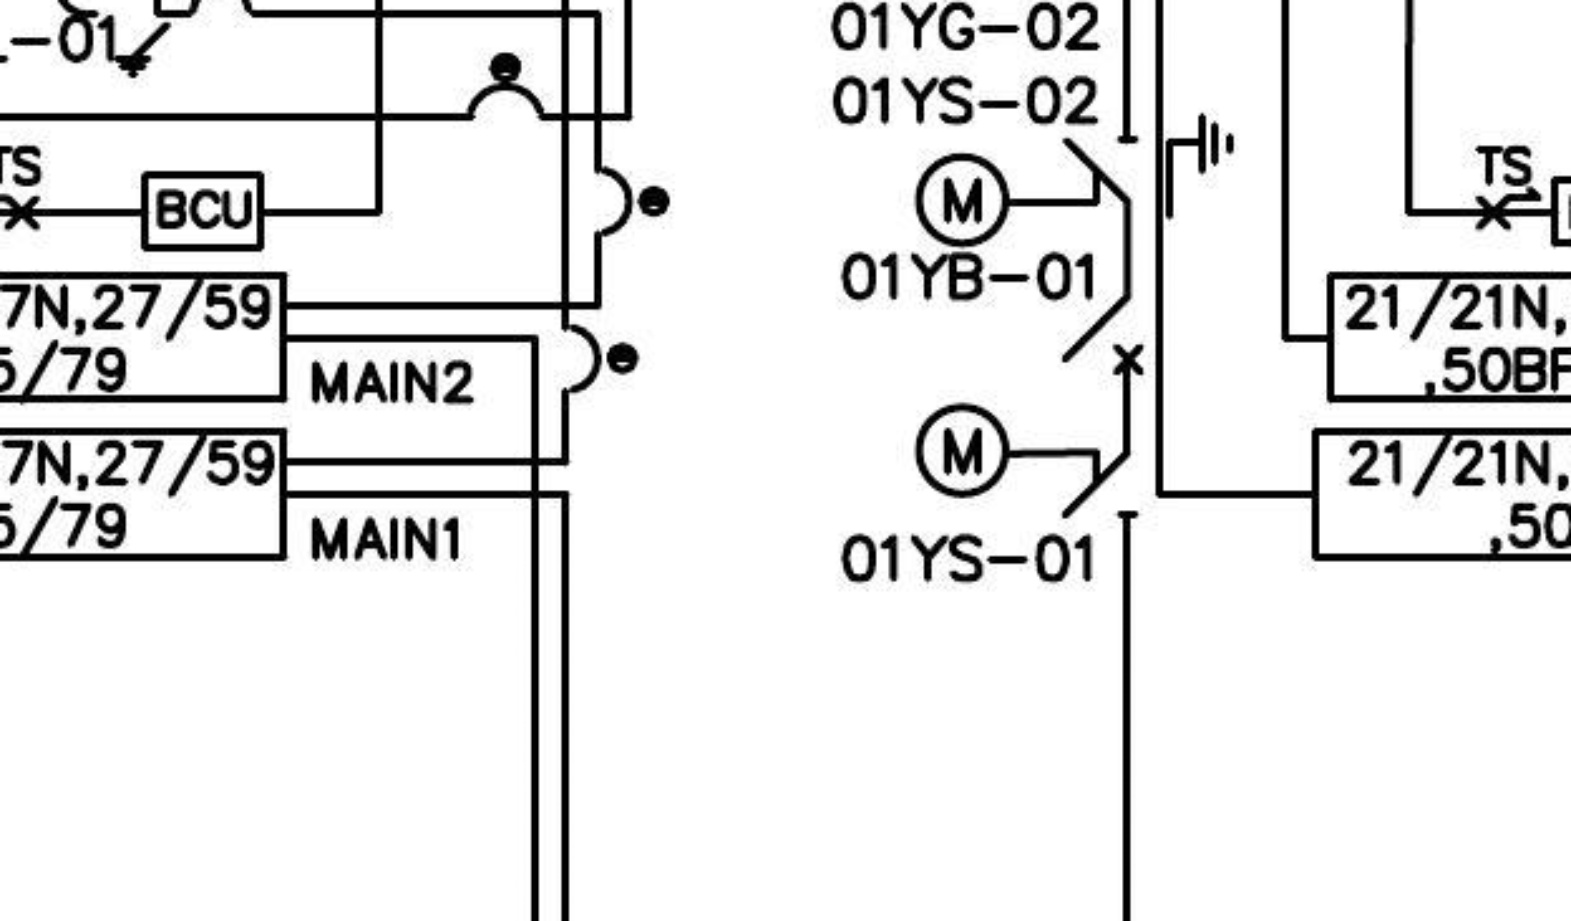 -01
01YG-02
01YS-02
TS
BCU
M
TS
01YB-01
7N,27/59
5/79
MAIN2
21/21N,
,50BF
M
7N,27/59
5/79
MAIN1
21/21N,
,50
01YS-01